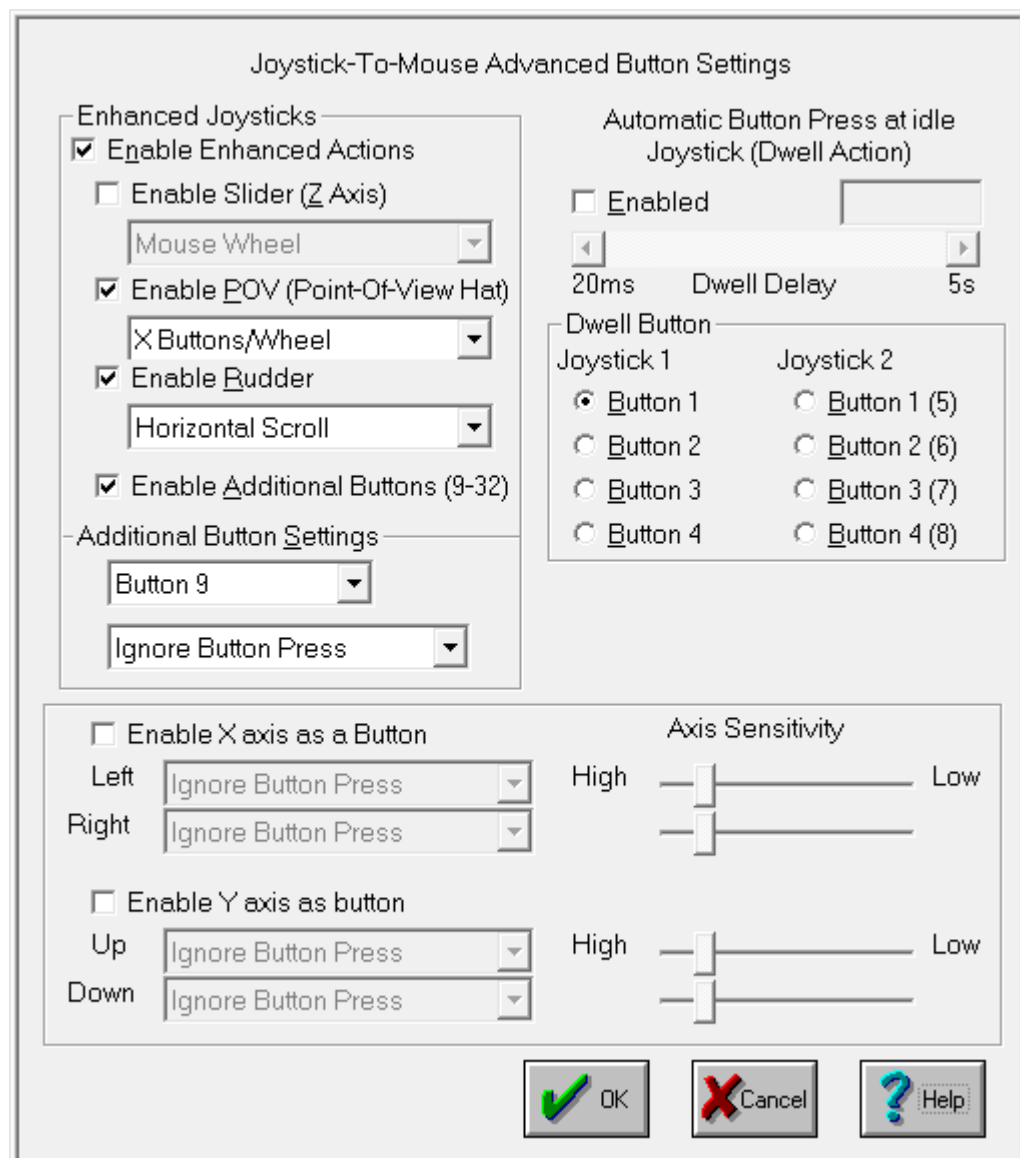 Joystick-To-Mouse Advanced Button Settings
Enhanced Joysticks
Enable Enhanced Actions
Enable Slider (Z Axis)
Mouse Wheel
Enable POV (Point-Of-View Hat)
X Buttons/Wheel
Enable Rudder
Horizontal Scroll
Enable Additional Buttons (9-32)
Additional Button Settings
Button 9
Ignore Button Press
Automatic Button Press at idle
Joystick (Dwell Action)
Enabled
20ms Dwell Delay 5s
Dwell Button
Joystick 1 Joystick 2
Button 1 Button 1 (5)
Button 2 Button 2 (6)
Button 3 Button 3 (7)
Button 4 Button 4 (8)
Enable X axis as a Button Axis Sensitivity
Left Ignore Button Press High Low
Right Ignore Button Press
Enable Y axis as button
Up Ignore Button Press High Low
Down Ignore Button Press
OK Cancel Help